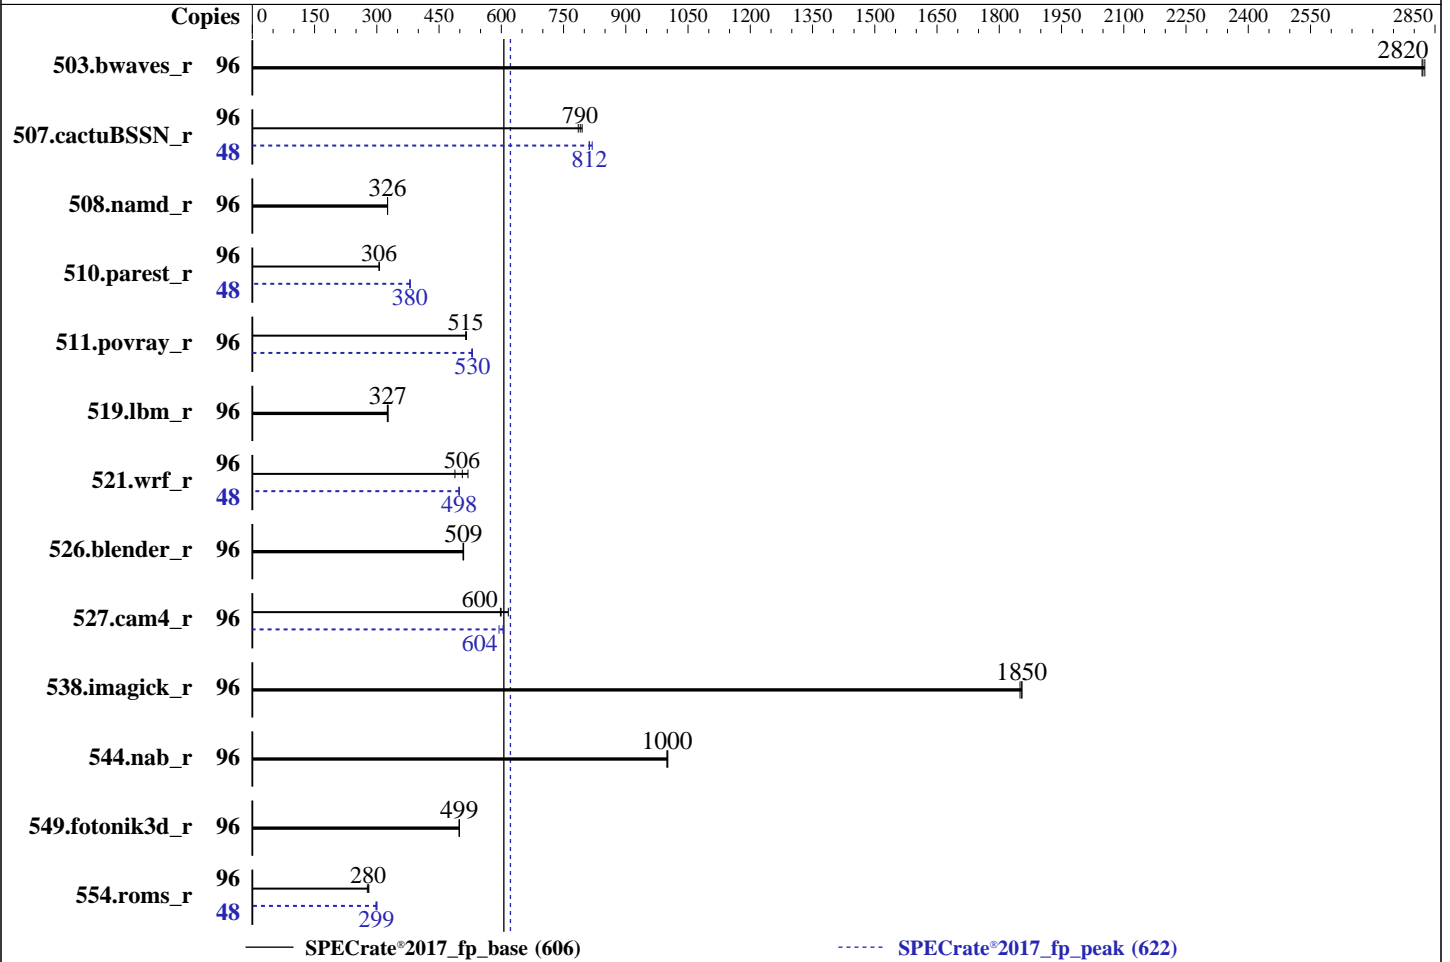 Copies 0 150 300 450 600 750 900 1050 1200 1350 1500 1650 1800 1950 2100 2250 2400 2550 2850
503.bwaves_r 96 2820
507.cactuBSSN_r 96 790
48 812
508.namd_r 96 326
510.parest_r 96 306
48 380
511.povray_r 96 515
530
519.lbm_r 96 327
521.wrf_r 96 506
48 498
526.blender_r 96 509
527.cam4_r 96 600
604
538.imagick_r 96 1850
544.nab_r 96 1000
549.fotonik3d_r 96 499
554.roms_r 96 280
48 299
SPECrate®2017_fp_base (606) SPECrate®2017_fp_peak (622)